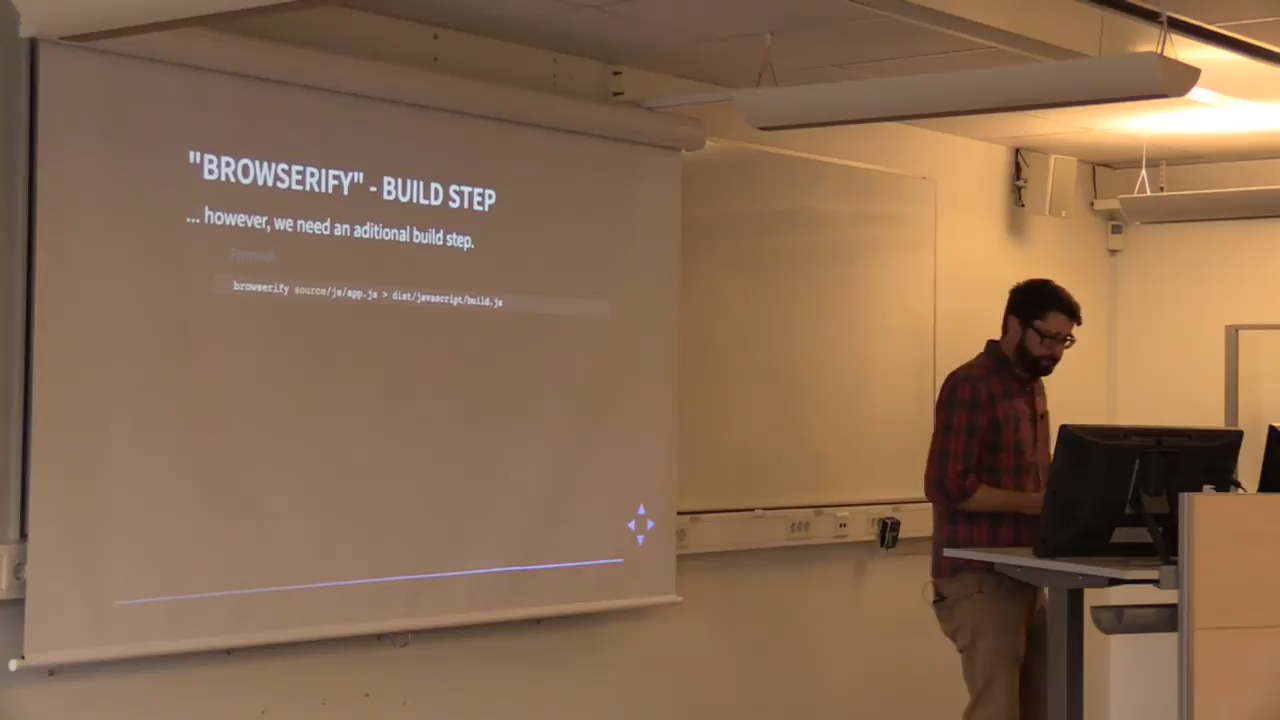 "BROWSERIFY" - BUILD STEP
... however, we need an aditional build step.
Terminal
browserify source/js/app.js > dist/javascript/build.js